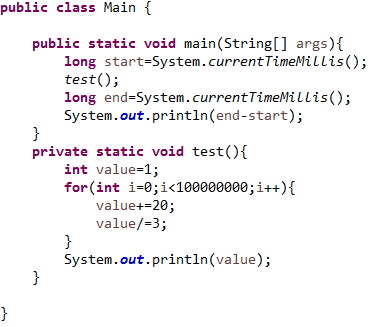 public class Main {
public static void main(String[] args){
long start=System.currentTimeMillis();
test();
long end=System.currentTimeMillis();
System.out.println(end-start);
}
private static void test(){
int value=1;
for(int i=0;i<100000000;i++){
value+=20;
value/=3;
}
System.out.println(value);
}
}